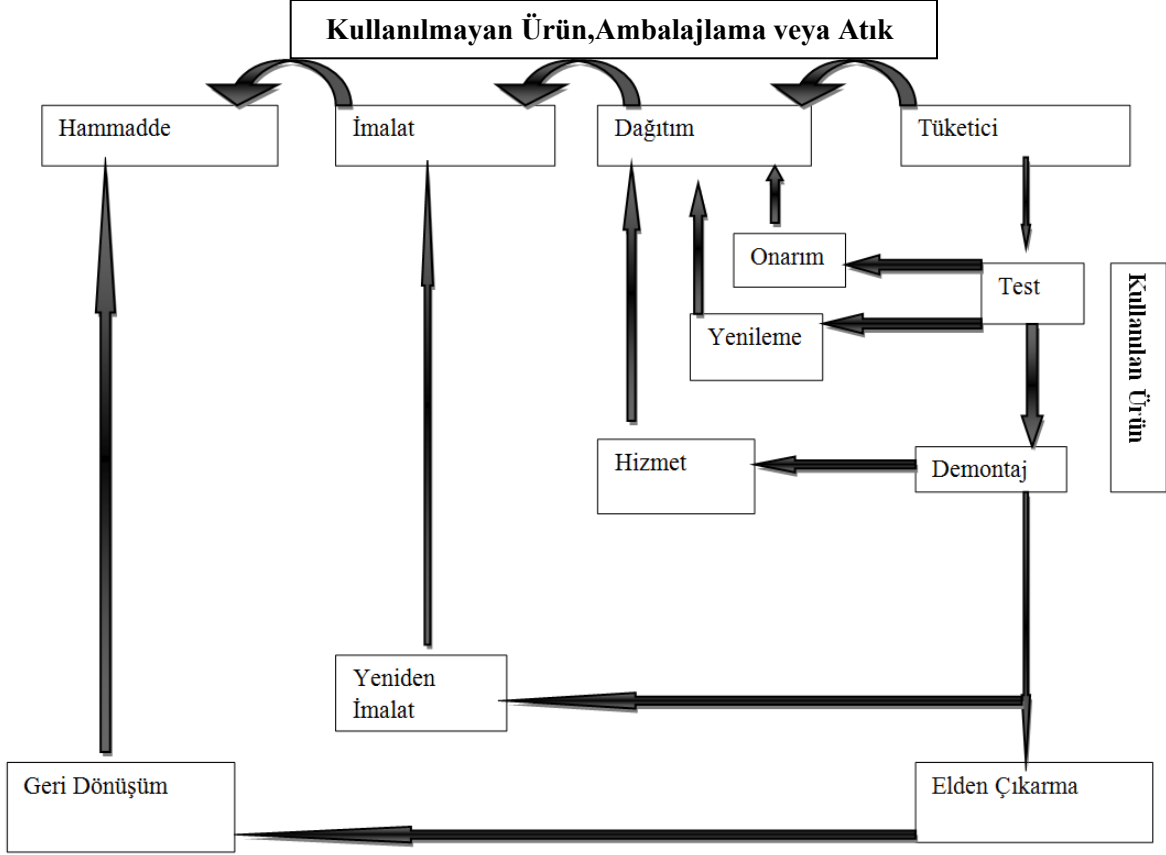 Kullanılmayan Ürün,Ambalajlama veya Atık
Hammadde
İmalat
Dağıtım
Tüketici
Onarım
Test
Kullanılan Ürün
Yenileme
Hizmet
Demontaj
Yeniden
İmalat
Geri Dönüşüm
Elden Çıkarma